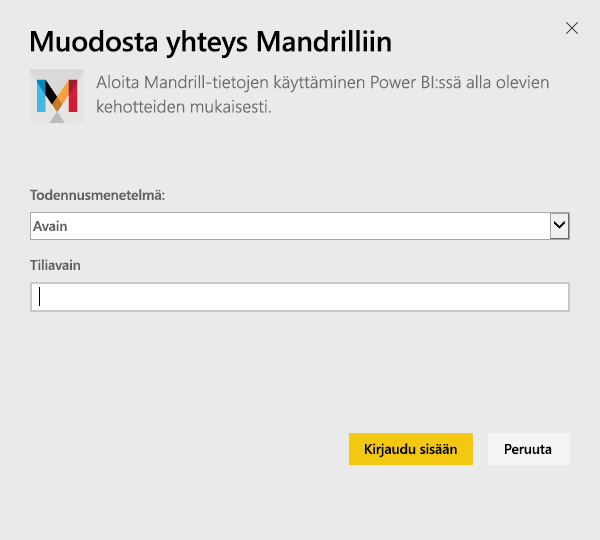 Muodosta yhteys Mandrilliin
Aloita Mandrill-tietojen käyttäminen Power BI:ssä alla olevien
kehotteiden mukaisesti.
Todennusmenetelmä:
Avain
Tiliavain
Kirjaudu sisään
Peruuta